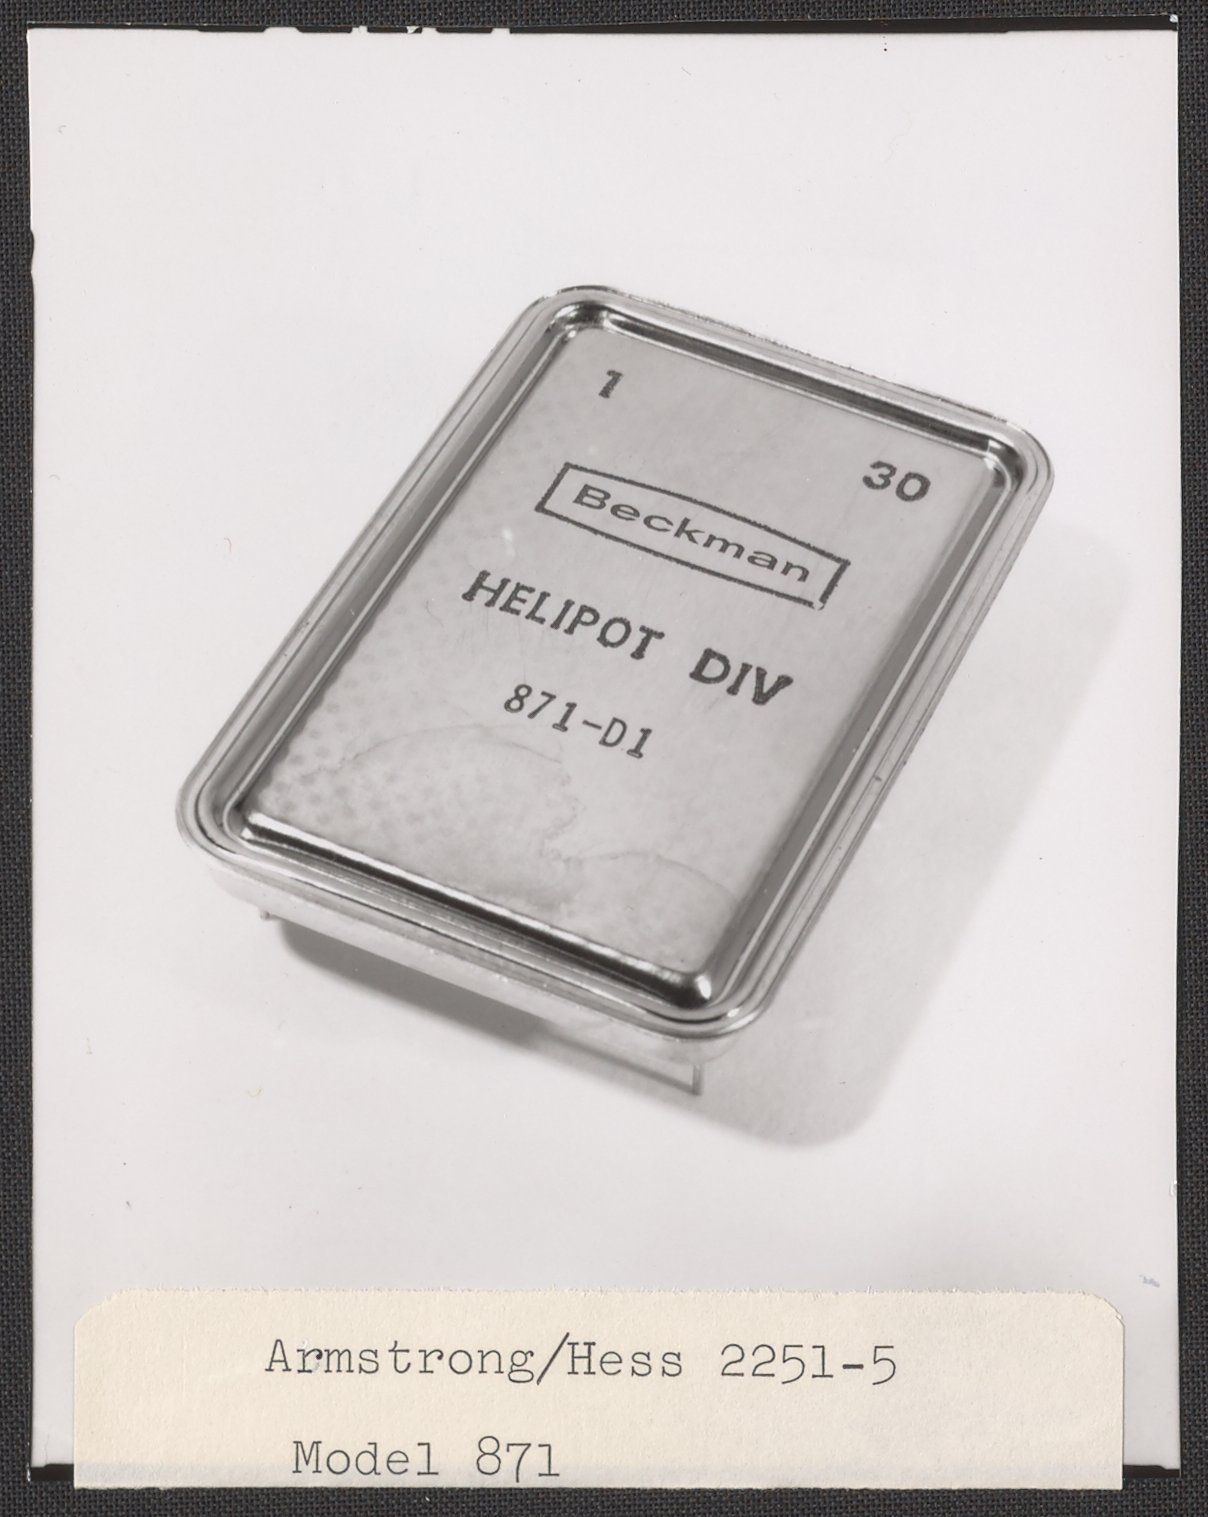 1
30
Beckman
HELIPOT DIV
871-D1
Armstrong/Hess 2251-5
Model 871